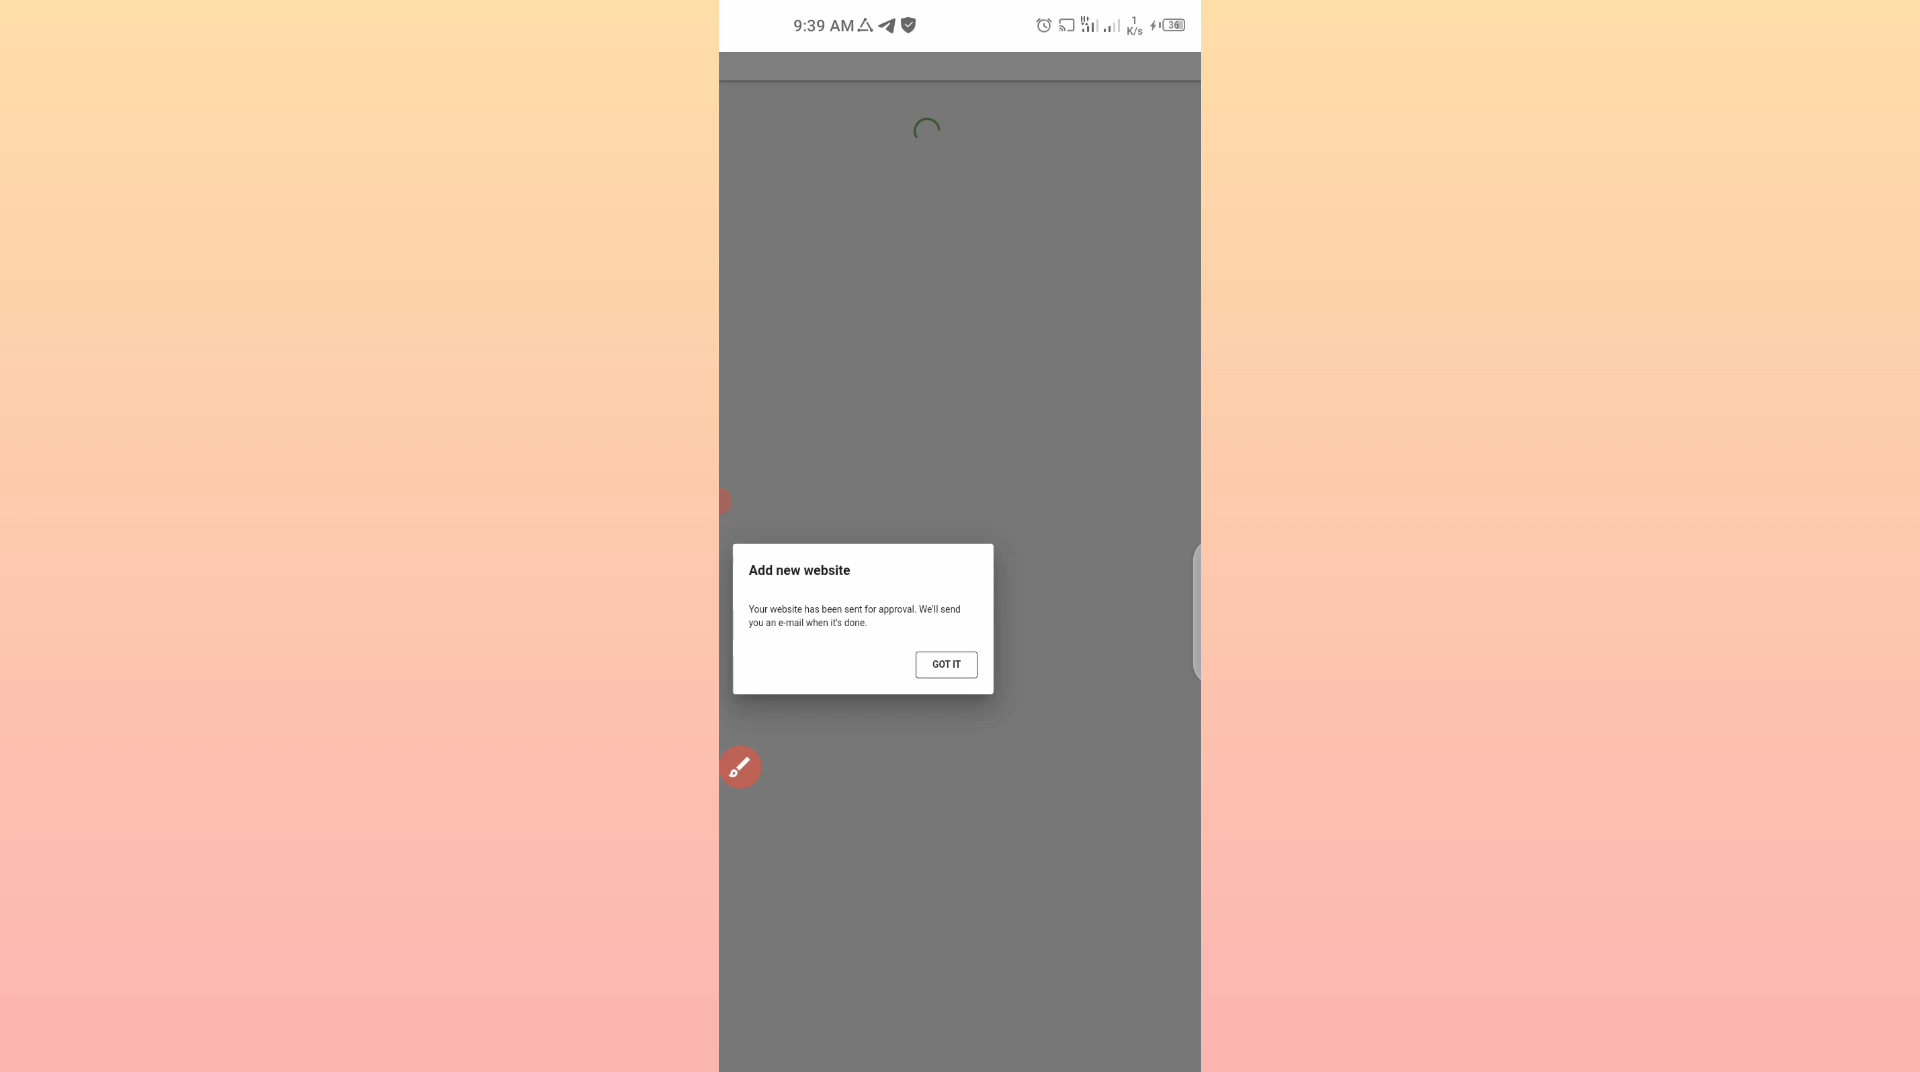 9:39 AM
1
K/s
36
Add new website
Your website has been sent for approval. We'll send
you an e-mail when it's done.
GOT IT